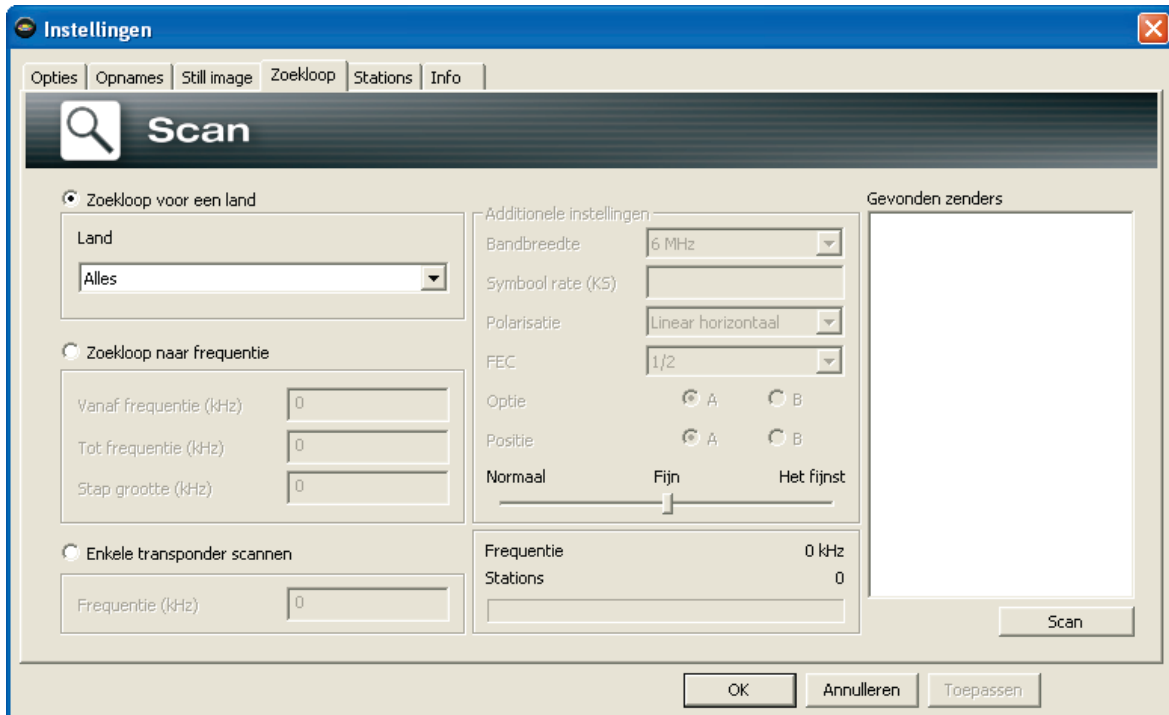 Instellingen
Opties Opnames Still image Zoekloop Stations Info
Scan
Zoekloop voor een land
Land
Alles
Zoekloop naar frequentie
Vanaf frequentie (kHz) 0
Tot frequentie (kHz) 0
Stap grootte (kHz) 0
Enkele transponder scannen
Frequentie (kHz) 0
Additionele instellingen
Bandbreedte 6 MHz
Symbool rate (KS)
Polarisatie Linear horizontaal
FEC 1/2
Optie A B
Positie A B
Normaal Fijn Het fijnst
Frequentie 0 kHz
Stations 0
Gevonden zenders
Scan
OK Annulleren Toepassen